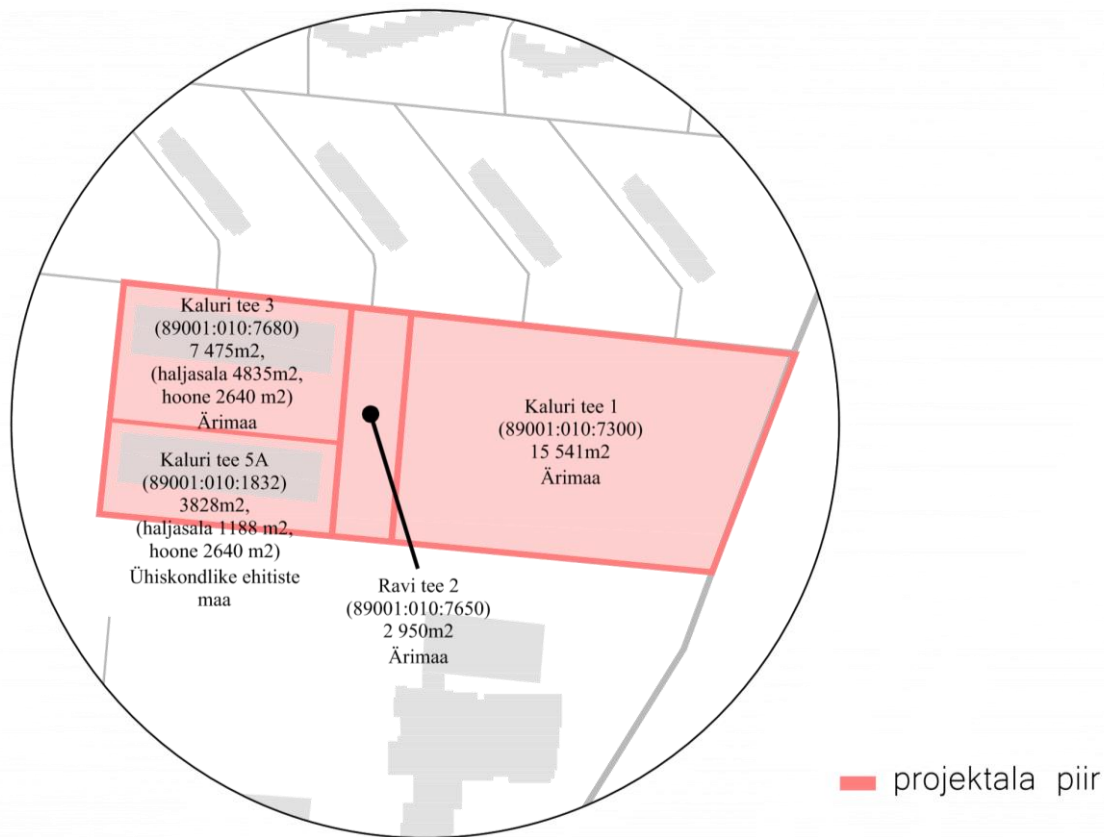 Kaluri tee 3
(89001:010:7680)
7 475m2,
(haljasala 4835m2,
hoone 2640 m2)
Ärimaa
Kaluri tee 5A
(89001:010:1832)
3828m2,
(haljasala 1188 m2,
hoone 2640 m2)
Ühiskondlike ehitiste
maa
Kaluri tee 1
(89001:010:7300)
15 541m2
Ärimaa
Ravi tee 2
(89001:010:7650)
2 950m2
Ärimaa
projektala piir